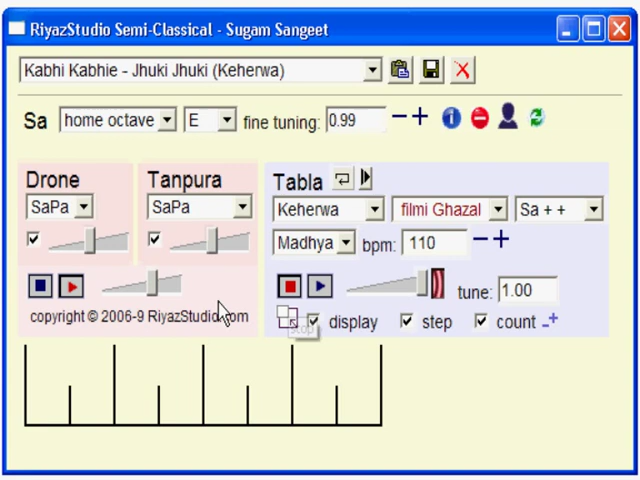 RiyazStudio Semi-Classical - Sugam Sangeet
Kabhi Kabhie - Jhuki Jhuki (Keherwa)
Sa home octave E fine tuning: 0.99 − +
Drone Tanpura Tabla
SaPa SaPa Keherwa filmi Ghazal Sa + +
Madhya bpm: 110 − +
tune: 1.00
copyright © 2006-9 RiyazStudio.com display step count - +
stop